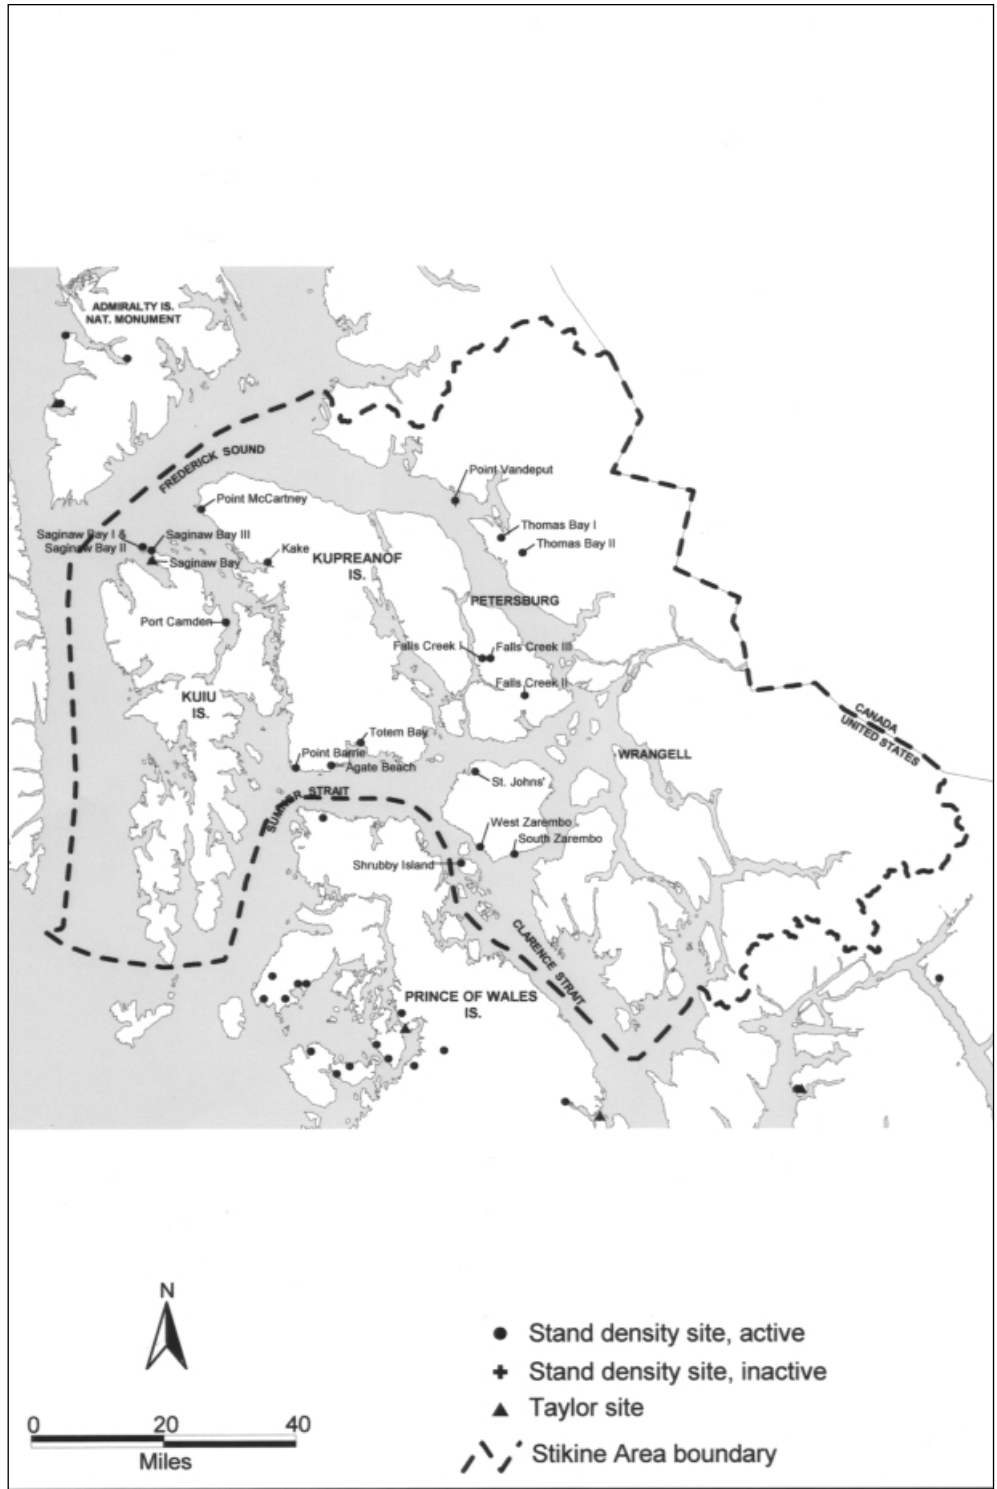 ADMIRALTY IS.
NAT. MONUMENT
FREDERICK SOUND
Point Vandeput
Point McCartney
Thomas Bay I
Thomas Bay II
Saginaw Bay I &
Saginaw Bay II
Saginaw Bay III
Saginaw Bay
Kake
KUPREANOF
IS.
PETERSBURG
Port Camden
Falls Creek I
Falls Creek III
Falls Creek II
KUIU
IS.
CANADA
UNITED STATES
Totem Bay
Point Barrie
Agate Beach
WRANGELL
St. Johns'
SUMNER STRAIT
West Zarembo
South Zarembo
Shrubby Island
CLARENCE STRAIT
PRINCE OF WALES
IS.
N
0 20 40
Miles
Stand density site, active
Stand density site, inactive
Taylor site
Stikine Area boundary